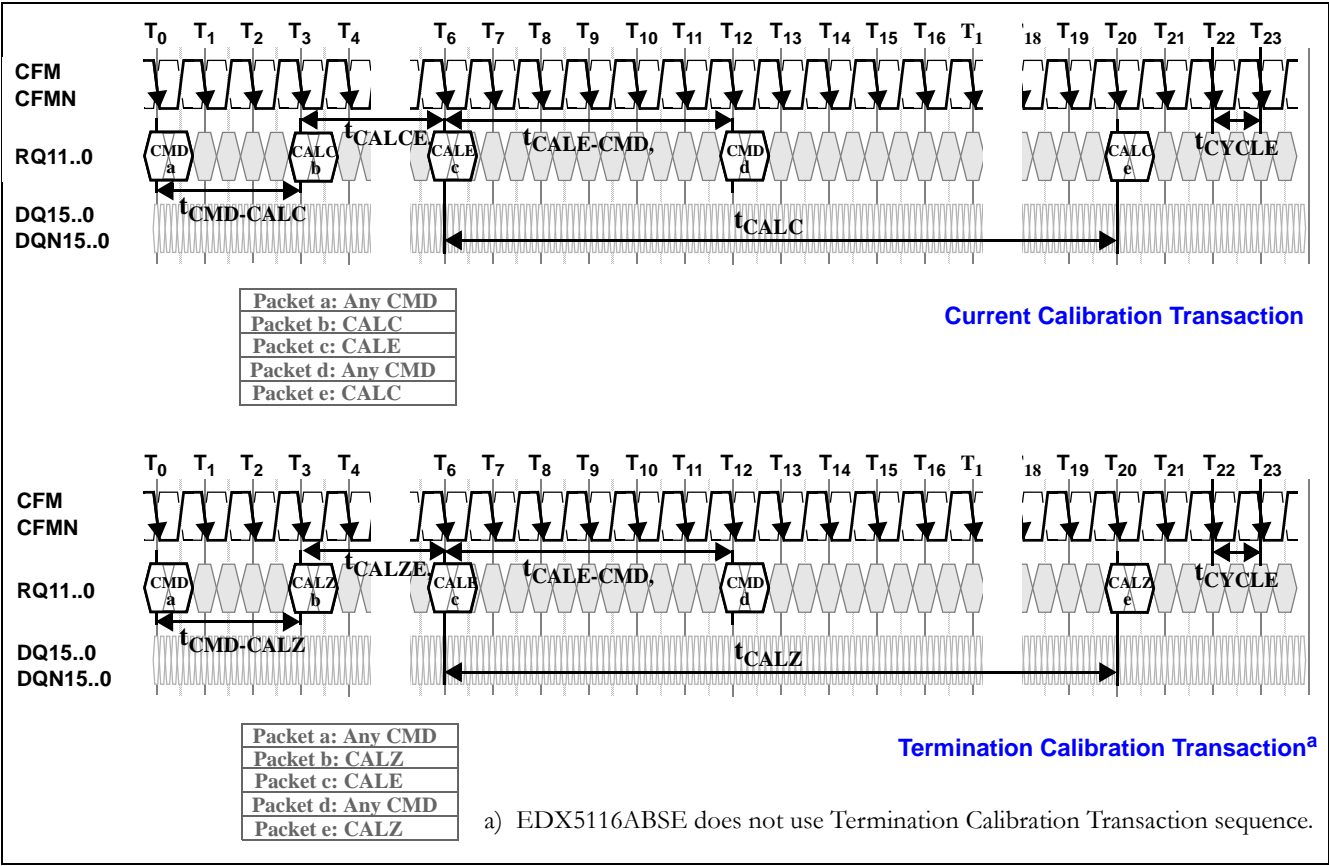 T0 T1 T2 T3 T4 T6 T7 T8 T9 T10 T11 T12 T13 T14 T15 T16 T1 18 T19 T20 T21 T22 T23
CFM
CFMN
tCALCE, tCALE-CMD, tCYCLE
RQ11..0
CMD a CALC b CALE c CMD d CALC e
tCMD-CALC
DQ15..0
DQN15..0
tCALC
Packet a: Any CMD
Packet b: CALC
Packet c: CALE
Packet d: Any CMD
Packet e: CALC
Current Calibration Transaction
T0 T1 T2 T3 T4 T6 T7 T8 T9 T10 T11 T12 T13 T14 T15 T16 T1 18 T19 T20 T21 T22 T23
CFM
CFMN
tCALZE, tCALE-CMD, tCYCLE
RQ11..0
CMD a CALZ b CALE c CMD d CALZ e
tCMD-CALZ
DQ15..0
DQN15..0
tCALZ
Packet a: Any CMD
Packet b: CALZ
Packet c: CALE
Packet d: Any CMD
Packet e: CALZ
Termination Calibration Transaction a
a) EDX5116ABSE does not use Termination Calibration Transaction sequence.